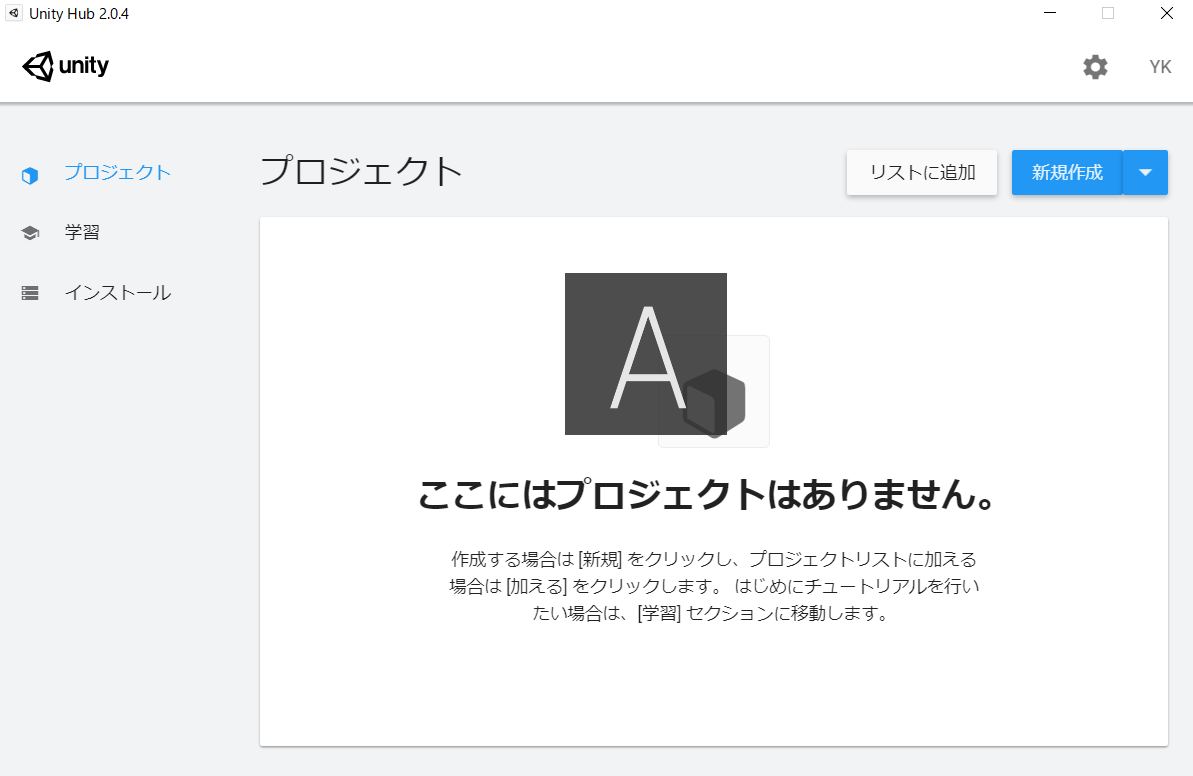 Unity Hub 2.0.4
unity
YK
プロジェクト
学習
インストール
プロジェクト
リストに追加
新規作成
A
ここにはプロジェクトはありません。
作成する場合は [新規] をクリックし、プロジェクトリストに加える
場合は [加える] をクリックします。 はじめにチュートリアルを行い
たい場合は、[学習] セクションに移動します。